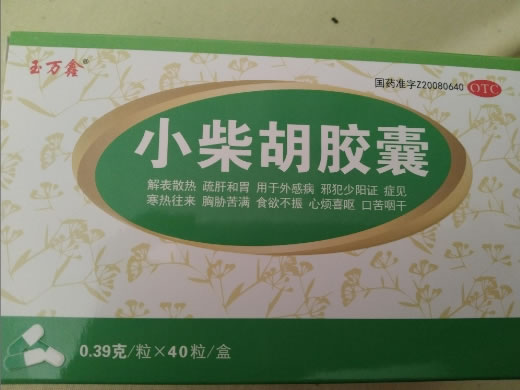 玉万鑫®
国药准字Z20080640 OTC
小柴胡胶囊
解表散热 疏肝和胃 用于外感病 邪犯少阳证 症见
寒热往来 胸胁苦满 食欲不振 心烦喜呕 口苦咽干
0.39克/粒×40粒/盒